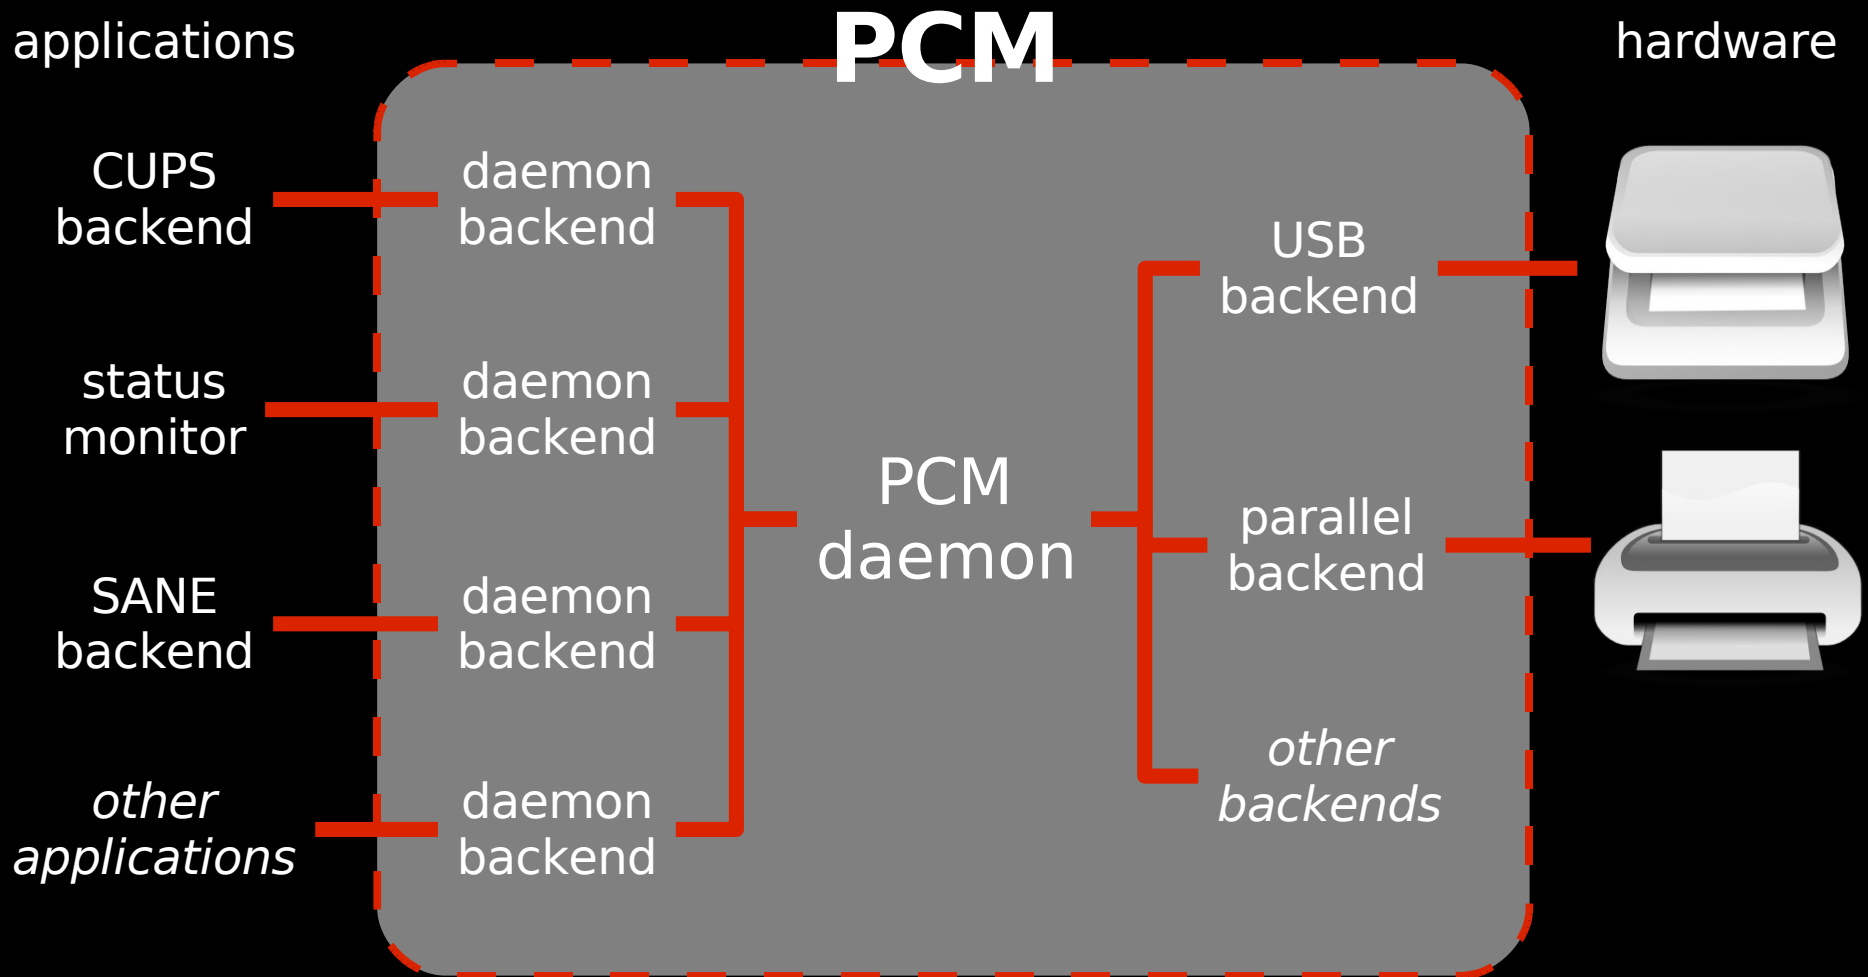 applications
PCM
hardware
CUPS
backend
daemon
backend
USB
backend
status
monitor
daemon
backend
PCM
daemon
parallel
backend
SANE
backend
daemon
backend
other
backends
other
applications
daemon
backend